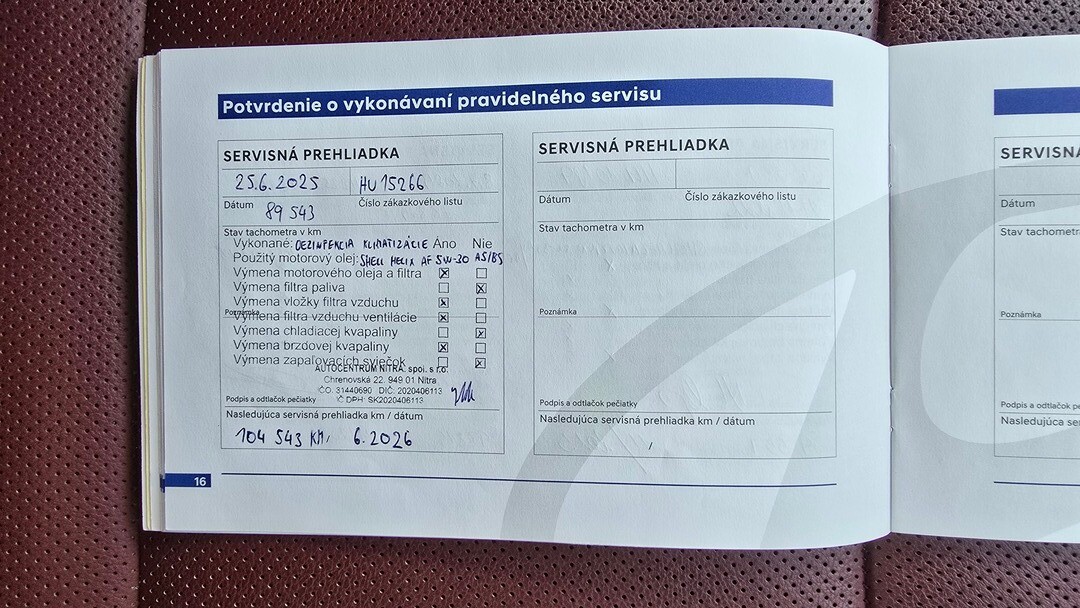 Potvrdenie o vykonávaní pravidelného servisu
SERVISNÁ PREHLIADKA
25.6.2025
HU 15266
Dátum
Číslo zákazkového listu
89 543
Stav tachometra v km
Vykonané: DEZINFEKCIA KLIMATIZÁCIE Áno Nie
Použitý motorový olej: SHELL HELIX AF 5W-30 A5/B5
Výmena motorového oleja a filtra
Výmena filtra paliva
Výmena vložky filtra vzduchu
Poznámka
Výmena filtra vzduchu ventilácie
Výmena chladiacej kvapaliny
Výmena brzdovej kvapaliny
Výmena zapaľovacích sviečok
AUTOCENTRUM NITRA, spol. s r.o.
Chrenovská 22, 949 01 Nitra
IČO: 31440690 DIČ: 2020406113
IČ DPH: SK2020406113
Podpis a odtlačok pečiatky
Nasledujúca servisná prehliadka km / dátum
104 543 KM, 6.2026
16
SERVISNÁ PREHLIADKA
Dátum
Číslo zákazkového listu
Stav tachometra v km
Poznámka
Podpis a odtlačok pečiatky
Nasledujúca servisná prehliadka km / dátum
/
SERVISNÁ
Dátum
Stav tachometra
Poznámka
Podpis a odtlačok pe
Nasledujúca ser